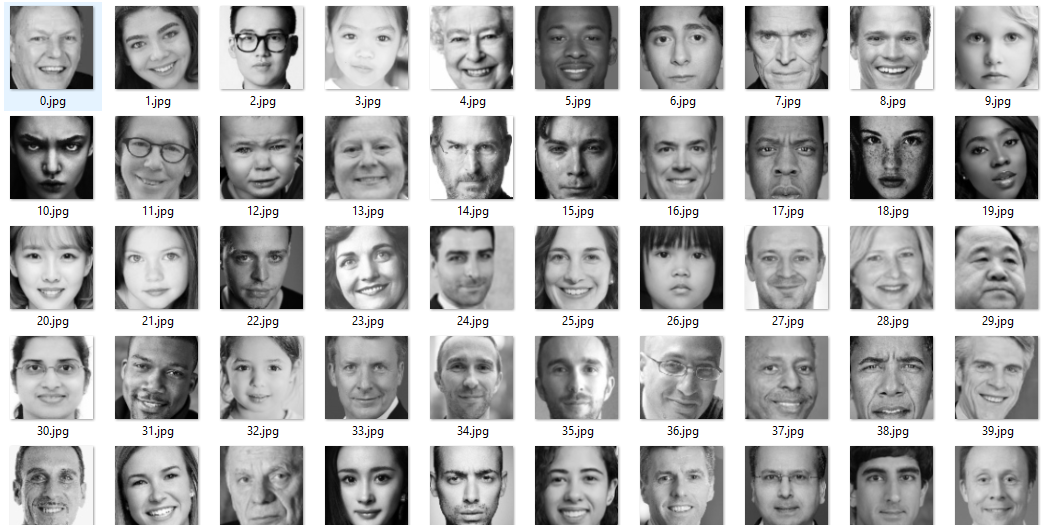 0.jpg 1.jpg 2.jpg 3.jpg 4.jpg 5.jpg 6.jpg 7.jpg 8.jpg 9.jpg
10.jpg 11.jpg 12.jpg 13.jpg 14.jpg 15.jpg 16.jpg 17.jpg 18.jpg 19.jpg
20.jpg 21.jpg 22.jpg 23.jpg 24.jpg 25.jpg 26.jpg 27.jpg 28.jpg 29.jpg
30.jpg 31.jpg 32.jpg 33.jpg 34.jpg 35.jpg 36.jpg 37.jpg 38.jpg 39.jpg